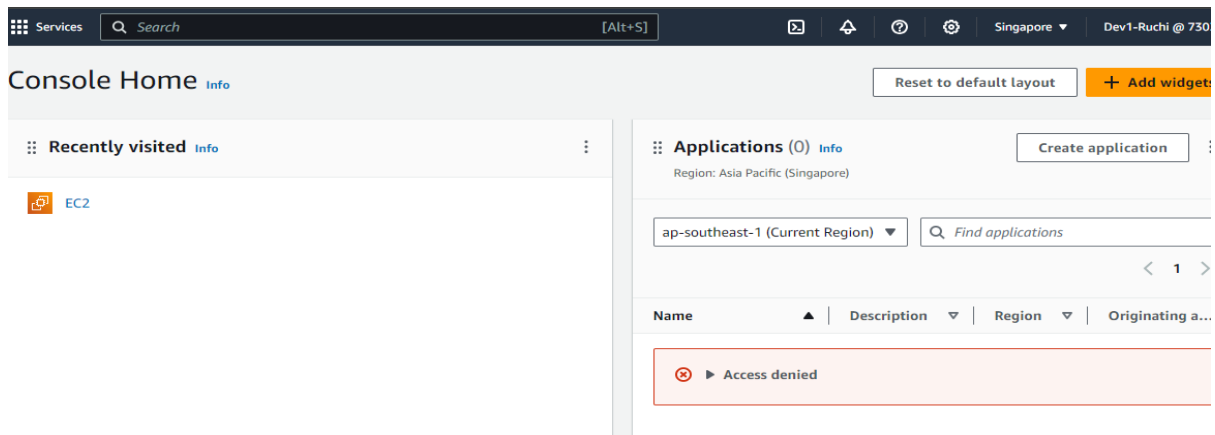 Services
Search [Alt+S]
Singapore
Dev1-Ruchi @ 730
Console Home Info
Reset to default layout
+ Add widgets
Recently visited Info
EC2
Applications (0) Info
Create application
Region: Asia Pacific (Singapore)
ap-southeast-1 (Current Region)
Find applications
1
Name
Description
Region
Originating a...
Access denied